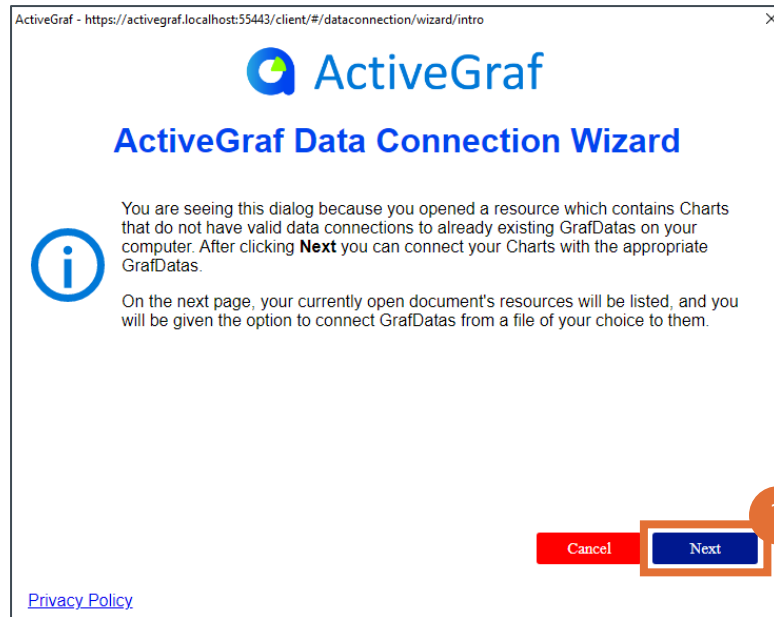 ActiveGraf - https://activegraf.localhost:55443/client/#/dataconnection/wizard/intro
ActiveGraf
ActiveGraf Data Connection Wizard
You are seeing this dialog because you opened a resource which contains Charts
that do not have valid data connections to already existing GrafDatas on your
computer. After clicking Next you can connect your Charts with the appropriate
GrafDatas.
On the next page, your currently open document's resources will be listed, and you
will be given the option to connect GrafDatas from a file of your choice to them.
Cancel
Next
Privacy Policy